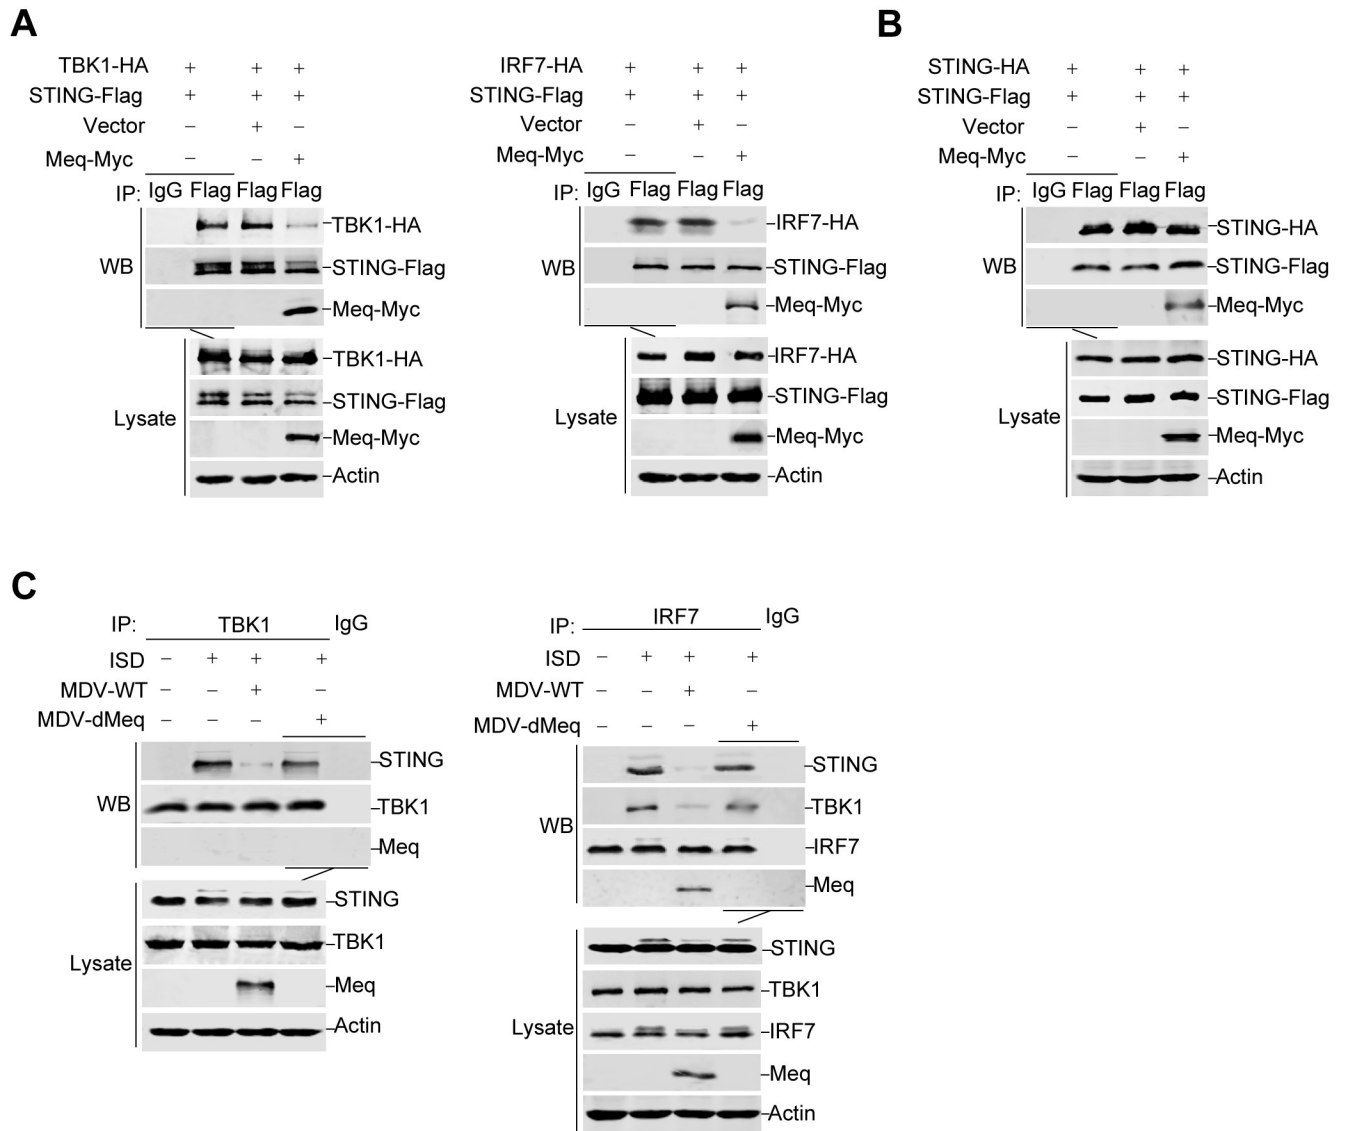 A
TBK1-HA + + +
STING-Flag + + +
Vector − + −
Meq-Myc − − +
IP: IgG Flag Flag Flag
WB
TBK1-HA
STING-Flag
Meq-Myc
Lysate
TBK1-HA
STING-Flag
Meq-Myc
Actin
IRF7-HA + + +
STING-Flag + + +
Vector − + −
Meq-Myc − − +
IP: IgG Flag Flag Flag
WB
IRF7-HA
STING-Flag
Meq-Myc
Lysate
IRF7-HA
STING-Flag
Meq-Myc
Actin
B
STING-HA + + +
STING-Flag + + +
Vector − + −
Meq-Myc − − +
IP: IgG Flag Flag Flag
WB
STING-HA
STING-Flag
Meq-Myc
Lysate
STING-HA
STING-Flag
Meq-Myc
Actin
C
IP: TBK1 IgG
ISD − + + +
MDV-WT − − + −
MDV-dMeq − − − +
WB
STING
TBK1
Meq
Lysate
STING
TBK1
Meq
Actin
IP: IRF7 IgG
ISD − + + +
MDV-WT − − + −
MDV-dMeq − − − +
WB
STING
TBK1
IRF7
Meq
Lysate
STING
TBK1
IRF7
Meq
Actin